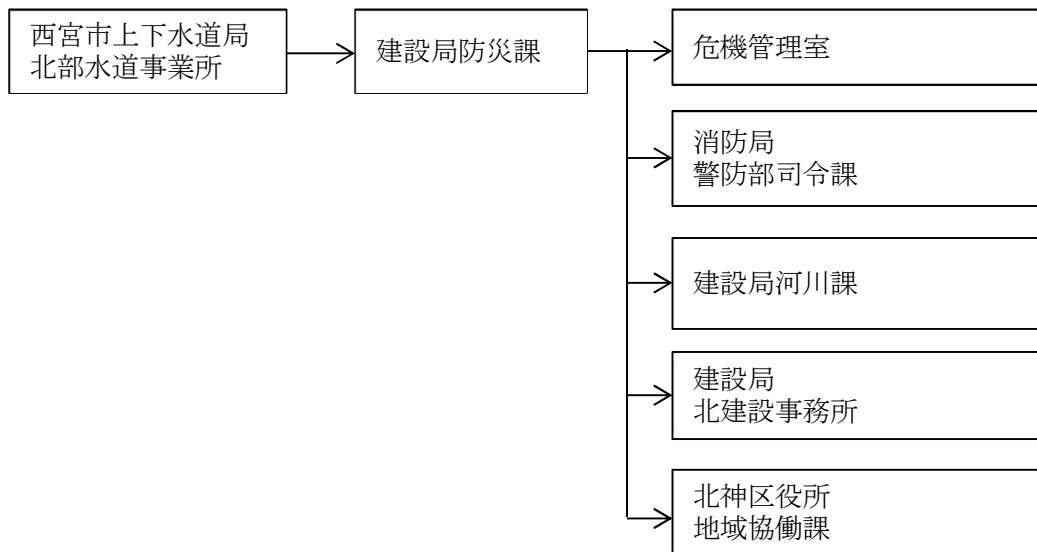 西宮市上下水道局
北部水道事業所
建設局防災課
危機管理室
消防局
警防部司令課
建設局河川課
建設局
北建設事務所
北神区役所
地域協働課